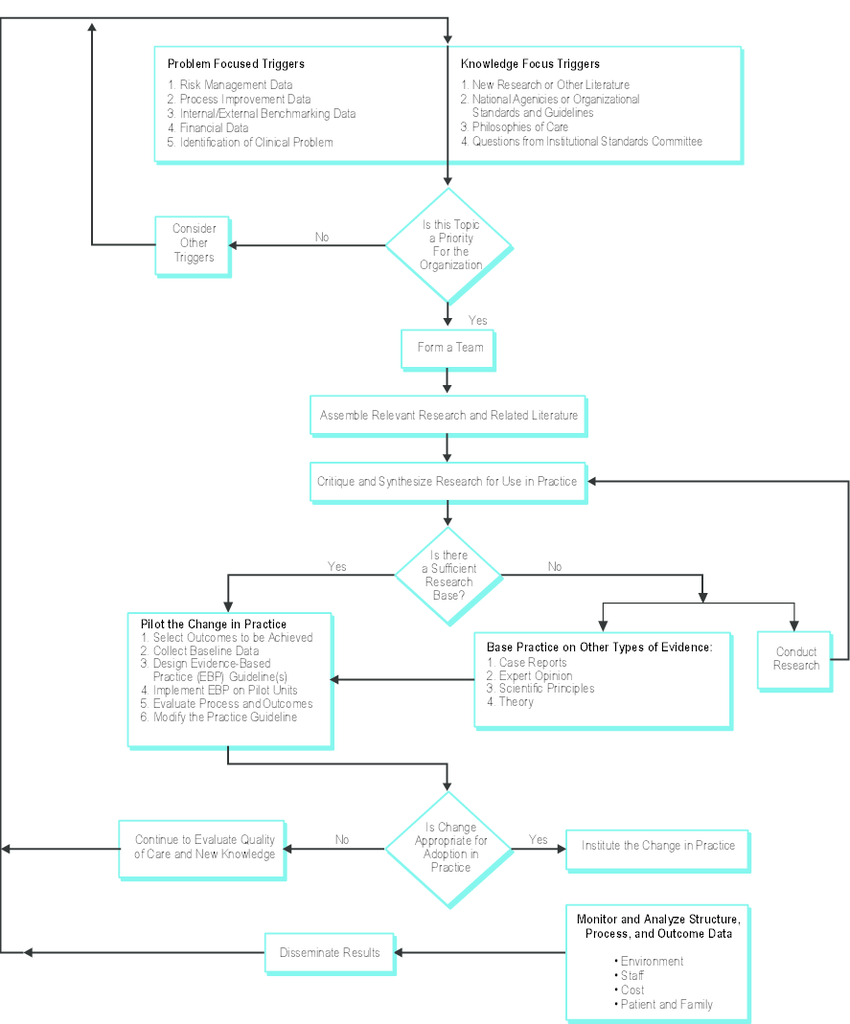 Problem Focused Triggers
1. Risk Management Data
2. Process Improvement Data
3. Internal/External Benchmarking Data
4. Financial Data
5. Identification of Clinical Problem
Knowledge Focus Triggers
1. New Research or Other Literature
2. National Agencies or Organizational
Standards and Guidelines
3. Philosophies of Care
4. Questions from Institutional Standards Committee
Is this Topic
a Priority
For the
Organization
No
Consider
Other
Triggers
Yes
Form a Team
Assemble Relevant Research and Related Literature
Critique and Synthesize Research for Use in Practice
Is there
a Sufficient
Research
Base?
Yes
No
Pilot the Change in Practice
1. Select Outcomes to be Achieved
2. Collect Baseline Data
3. Design Evidence-Based
Practice (EBP) Guideline(s)
4. Implement EBP on Pilot Units
5. Evaluate Process and Outcomes
6. Modify the Practice Guideline
Base Practice on Other Types of Evidence:
1. Case Reports
2. Expert Opinion
3. Scientific Principles
4. Theory
Conduct
Research
Is Change
Appropriate for
Adoption in
Practice
No
Continue to Evaluate Quality
of Care and New Knowledge
Yes
Institute the Change in Practice
Monitor and Analyze Structure,
Process, and Outcome Data
• Environment
• Staff
• Cost
• Patient and Family
Disseminate Results